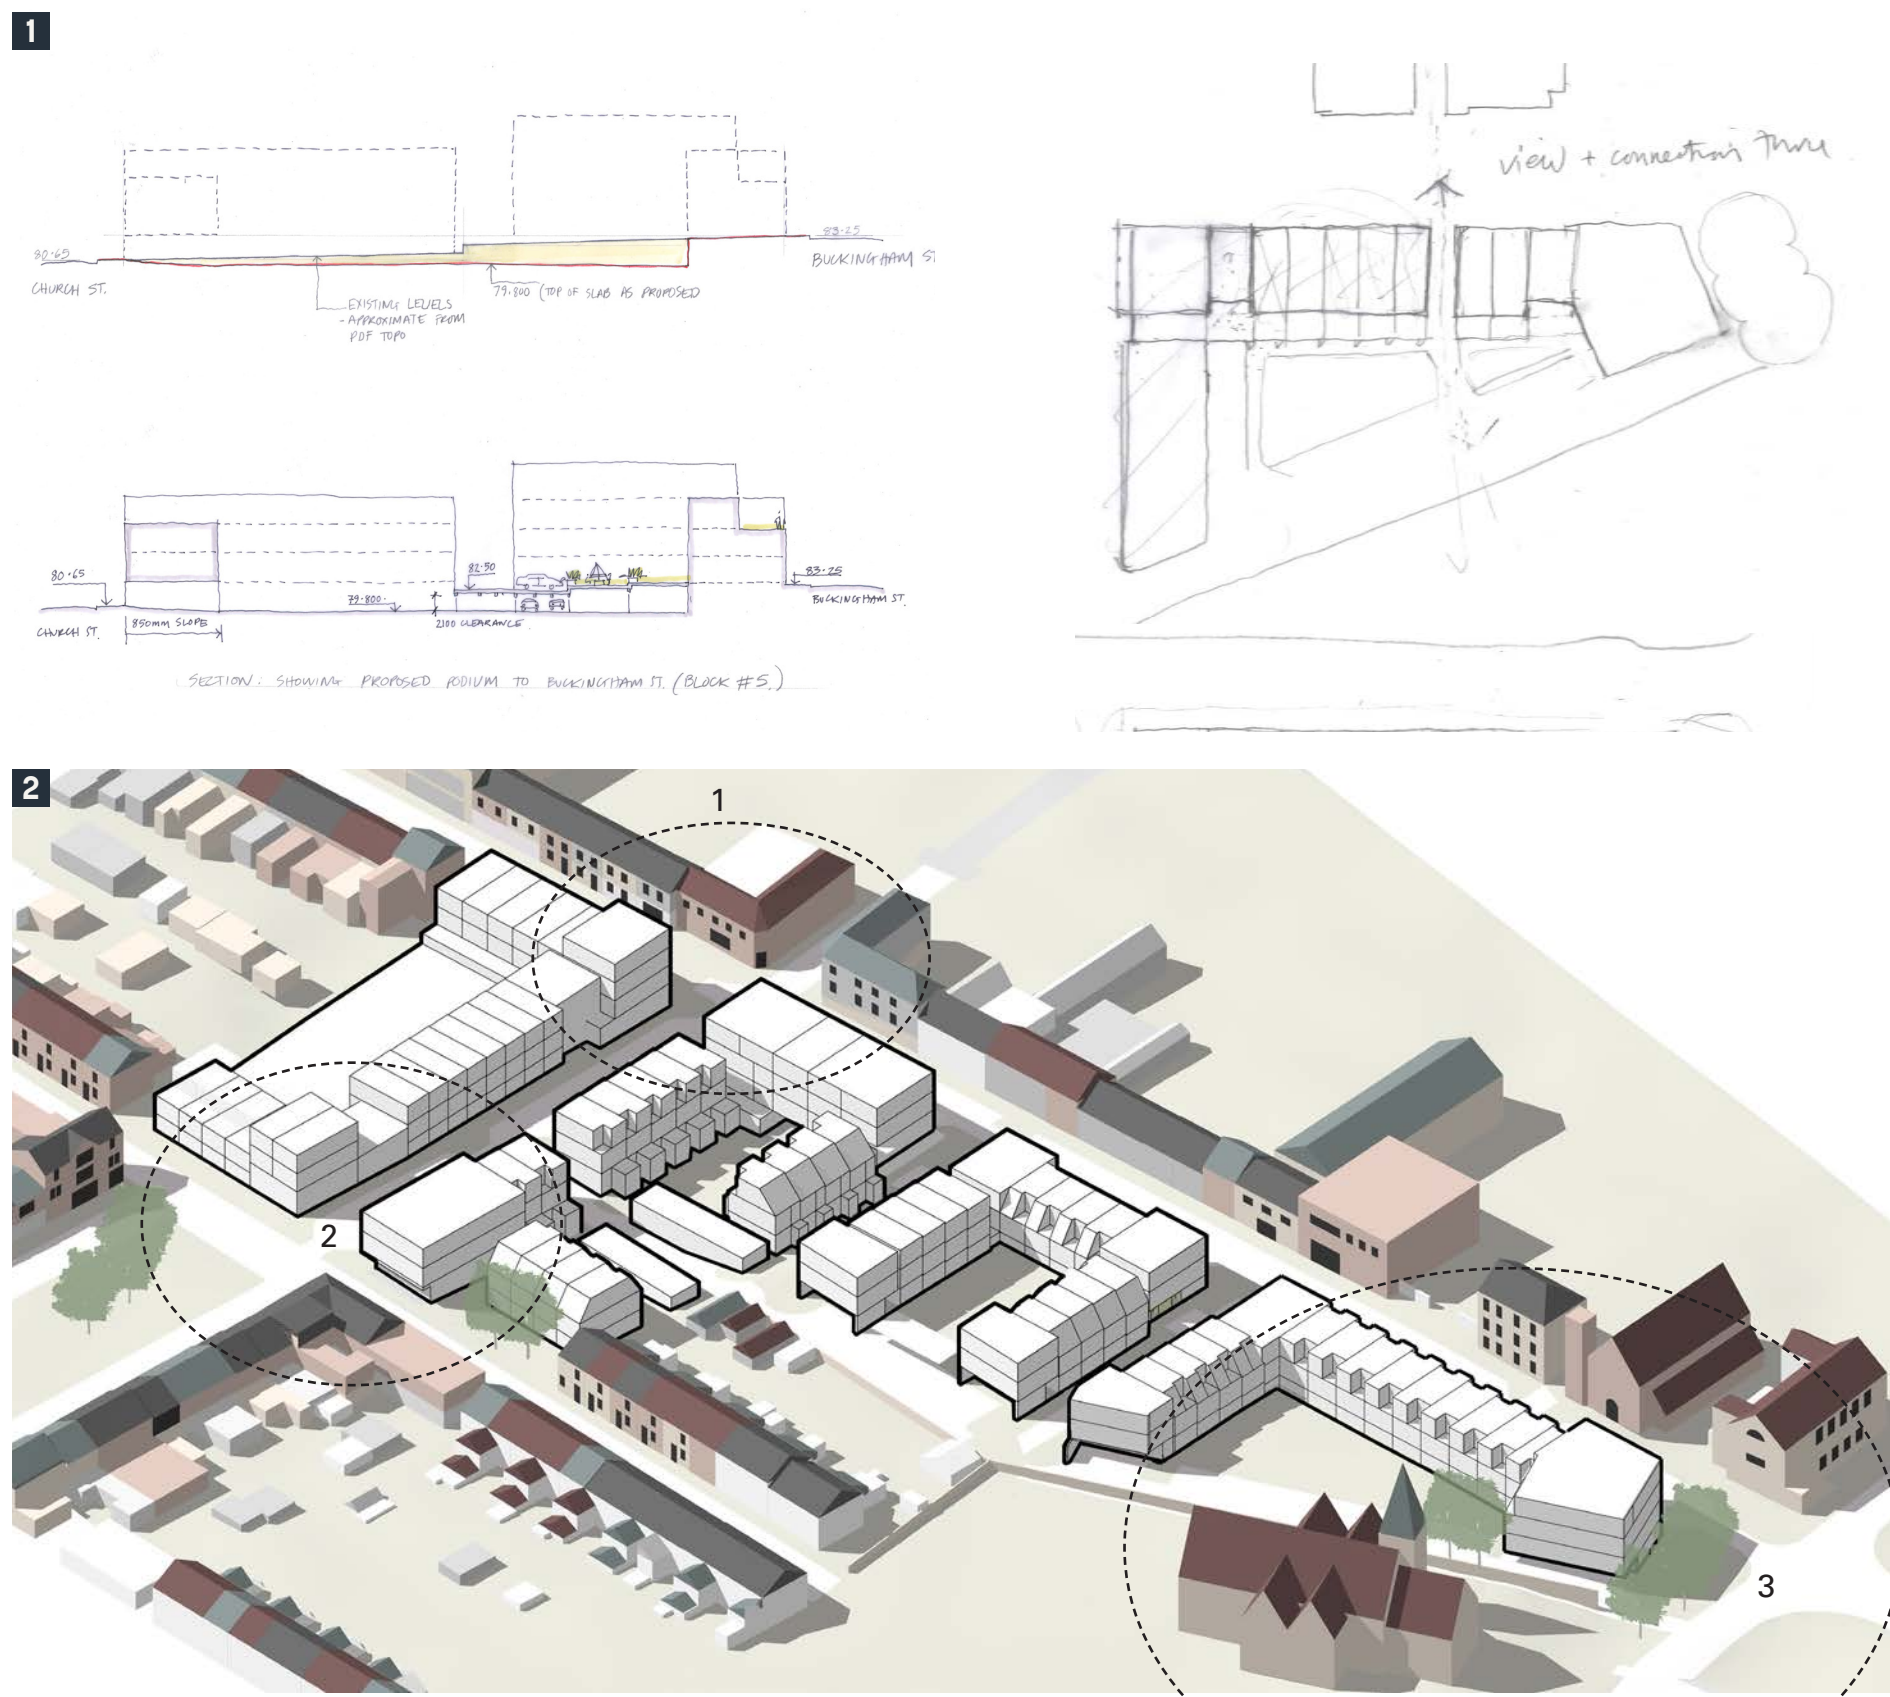 1
83.25
80.65
BUCKINGHAM S
CHURCH ST.
79.800 (TOP OF SLAB AS PROPOSED
EXISTING LEVELS
- APPROXIMATE FROM
PDF TOPO
view + connection
82.50
80.65
83.25
79.800.
BUCKINGHAM ST.
CHURCH ST.
850mm SLOPE
2100 CLEARANCE
SECTION: SHOWING PROPOSED PODIUM TO BUCKINGHAM ST. (BLOCK #5.)
2
1
2
3